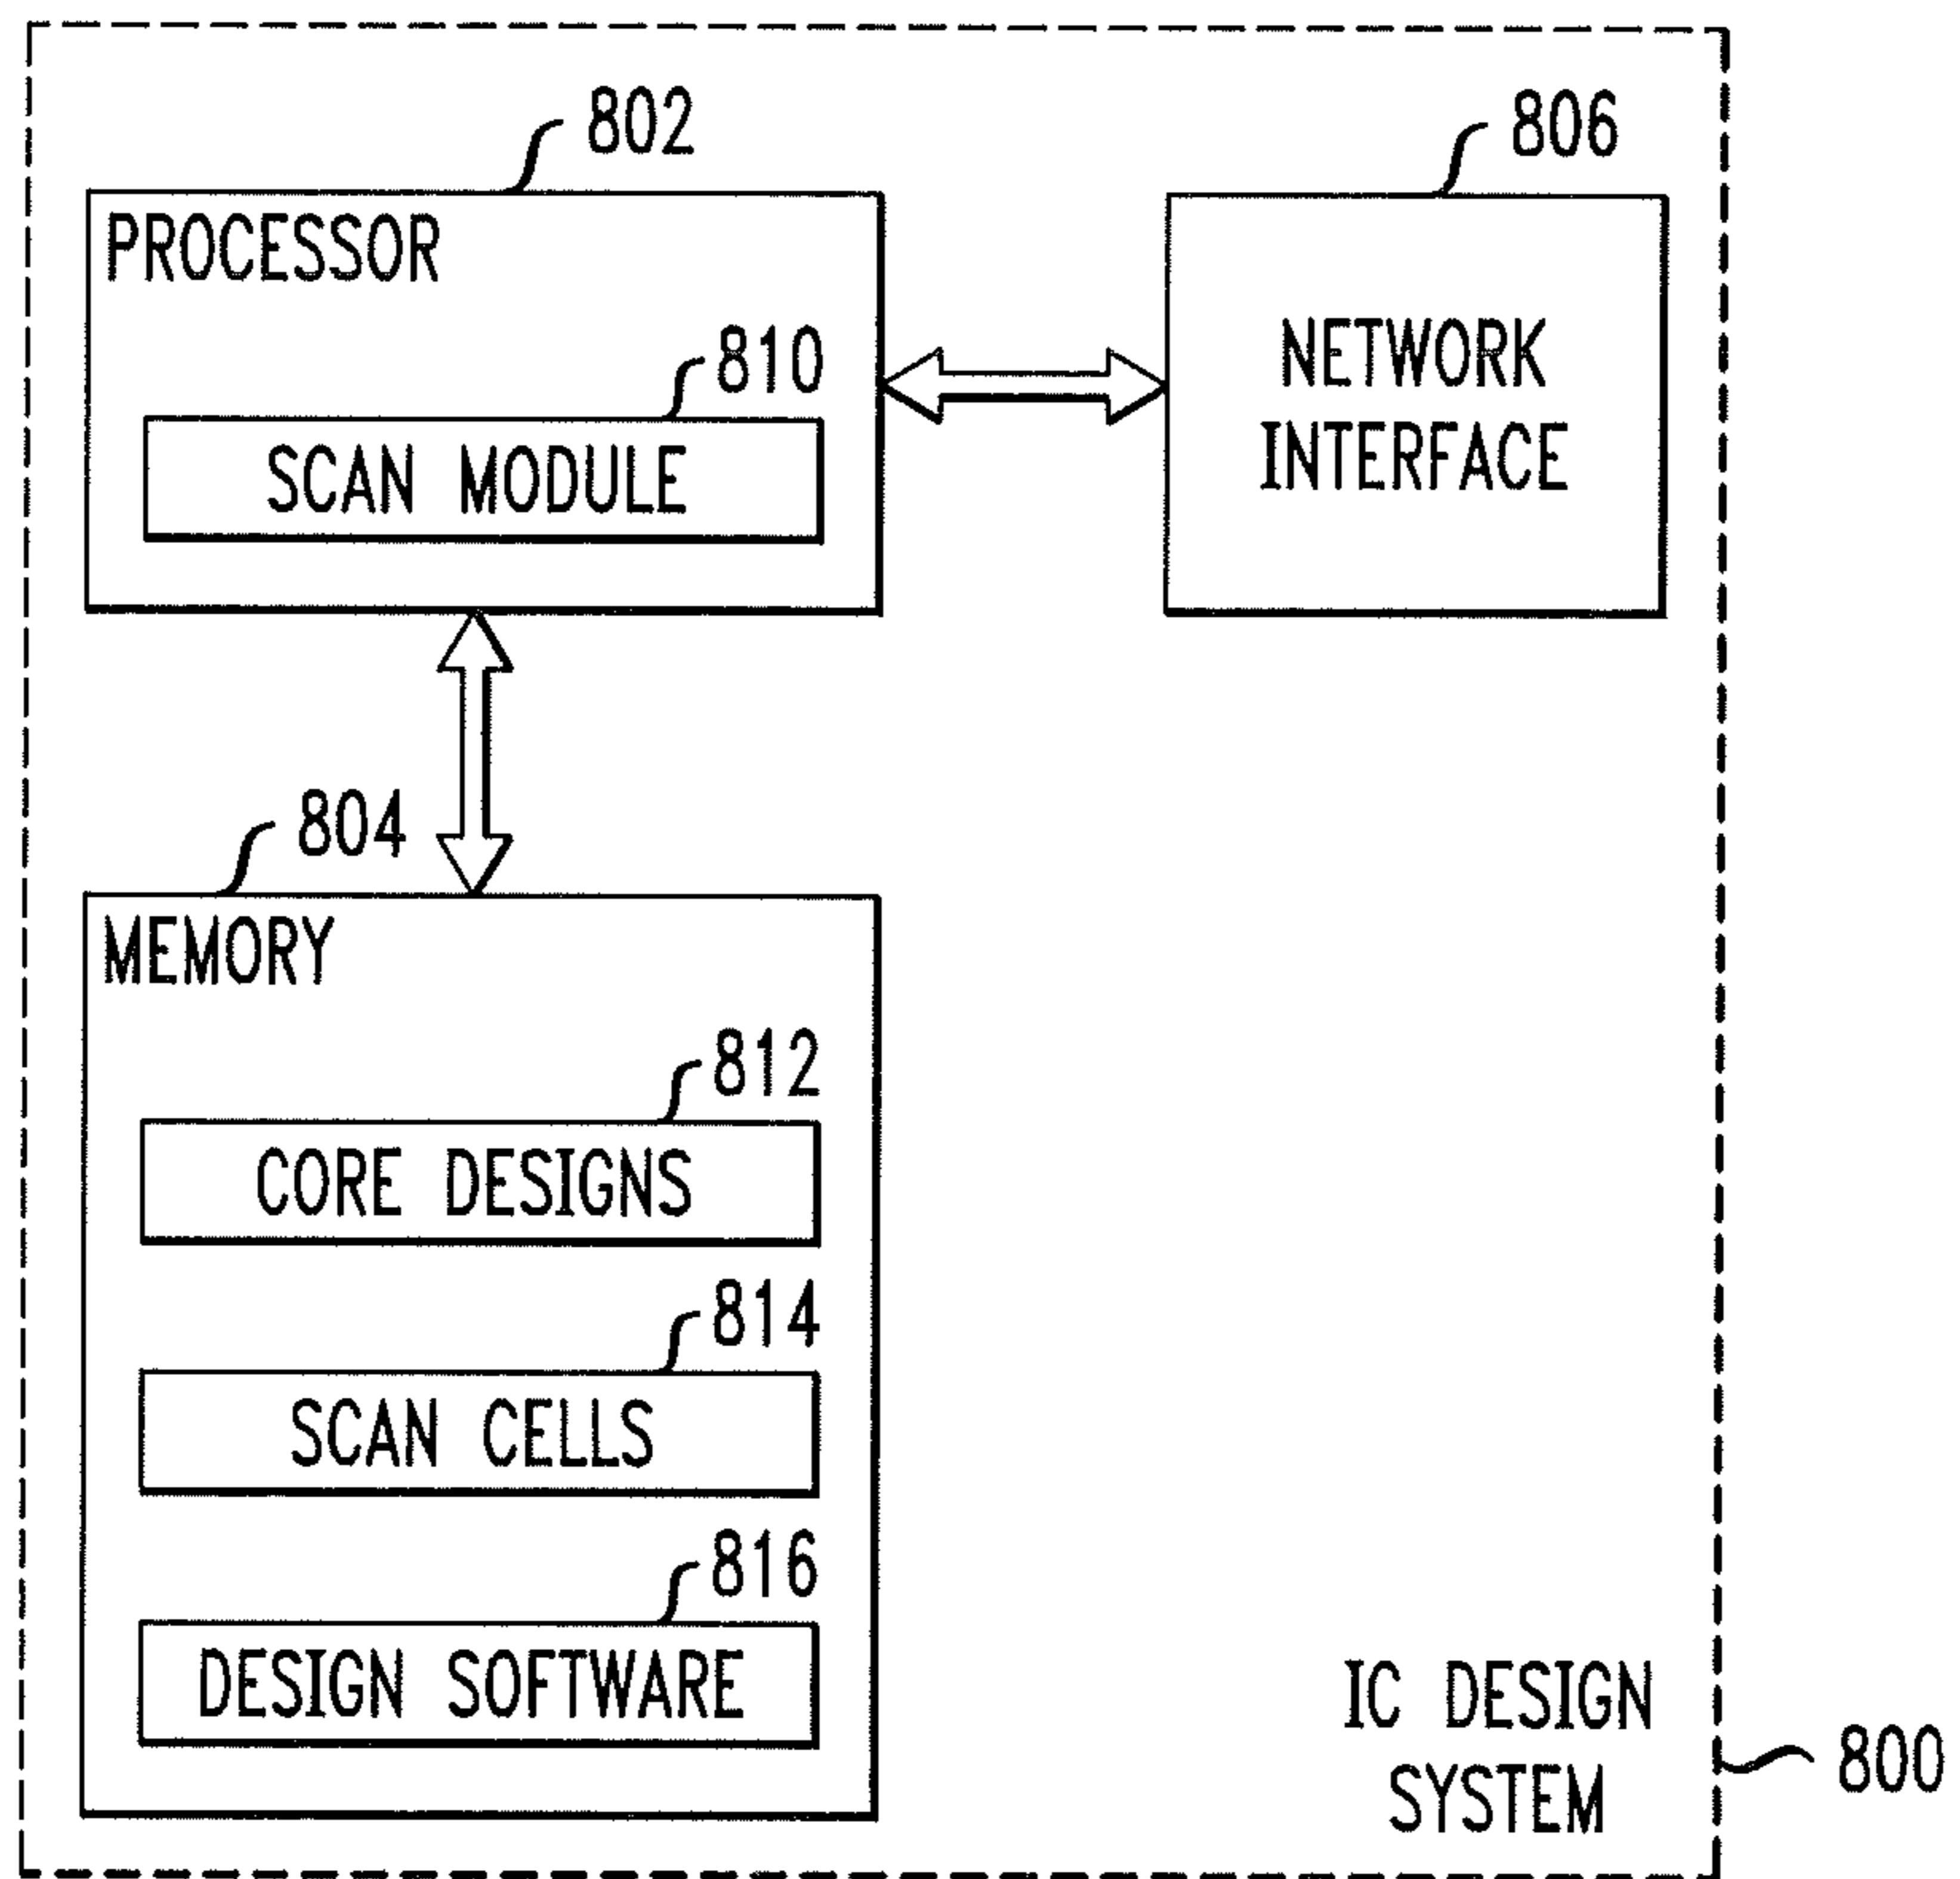 802
806
PROCESSOR
810
SCAN MODULE
NETWORK
INTERFACE
804
MEMORY
812
CORE DESIGNS
814
SCAN CELLS
816
DESIGN SOFTWARE
IC DESIGN
SYSTEM
800